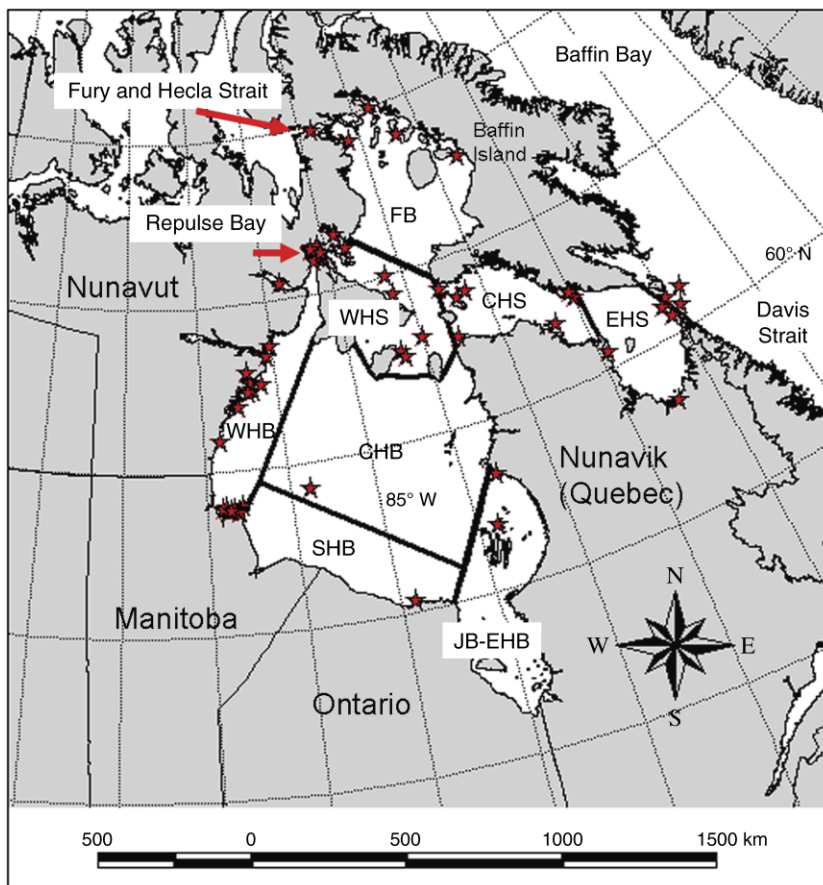 Baffin Bay
Fury and Hecla Strait
Baffin
Island
FB
Repulse Bay
60° N
Nunavut
CHS
WHS
EHS
Davis
Strait
WHB
CHB
Nunavik
(Quebec)
85° W
SHB
Manitoba
N
JB-EHB
W
E
S
Ontario
500
0
500
1000
1500 km